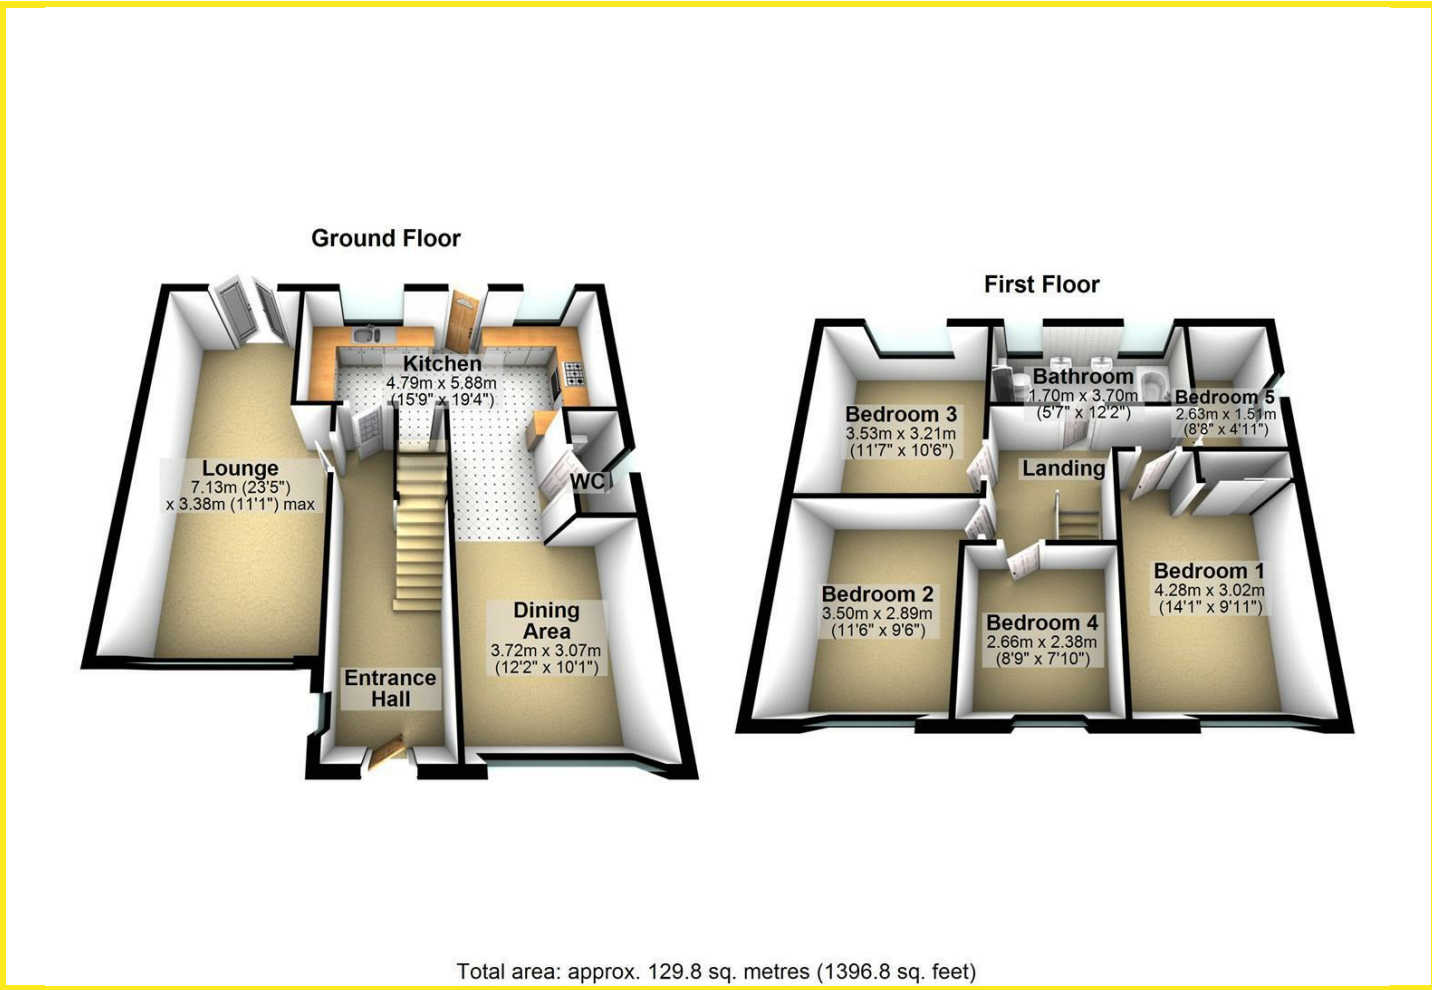 Ground Floor
Kitchen
4.79m x 5.88m
(15'9" x 19'4")
Lounge
7.13m (23'5")
x 3.38m (11'1") max
WC
Dining
Area
3.72m x 3.07m
(12'2" x 10'1")
Entrance
Hall
First Floor
Bathroom
1.70m x 3.70m
(5'7" x 12'2")
Bedroom 5
2.63m x 1.51m
(8'8" x 4'11")
Bedroom 3
3.53m x 3.21m
(11'7" x 10'6")
Landing
Bedroom 1
4.28m x 3.02m
(14'1" x 9'11")
Bedroom 2
3.50m x 2.89m
(11'6" x 9'6")
Bedroom 4
2.66m x 2.38m
(8'9" x 7'10")
Total area: approx. 129.8 sq. metres (1396.8 sq. feet)